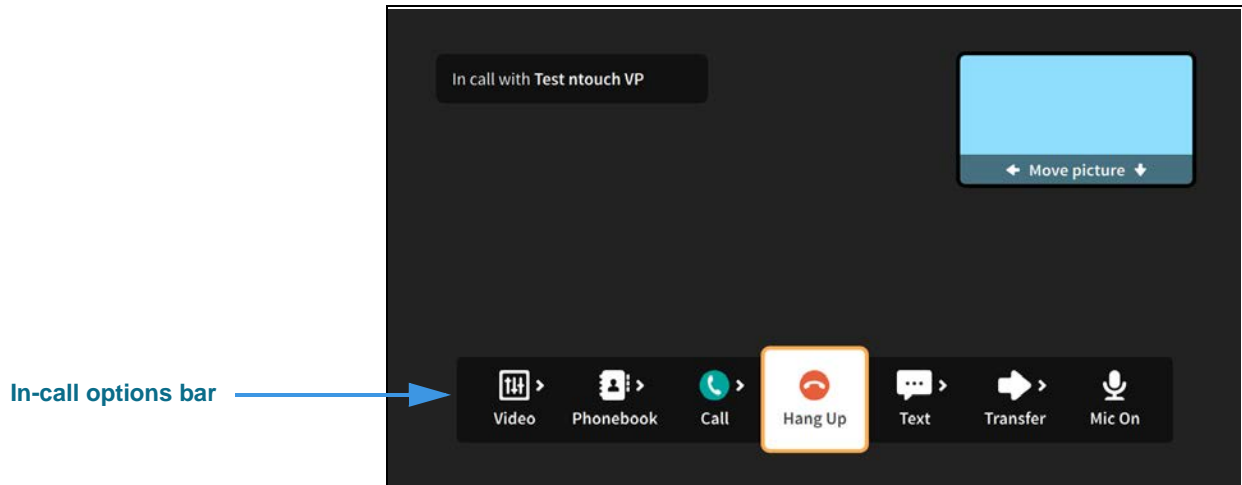 In call with Test ntouch VP
Move picture
In-call options bar
Video Phonebook Call Hang Up Text Transfer Mic On